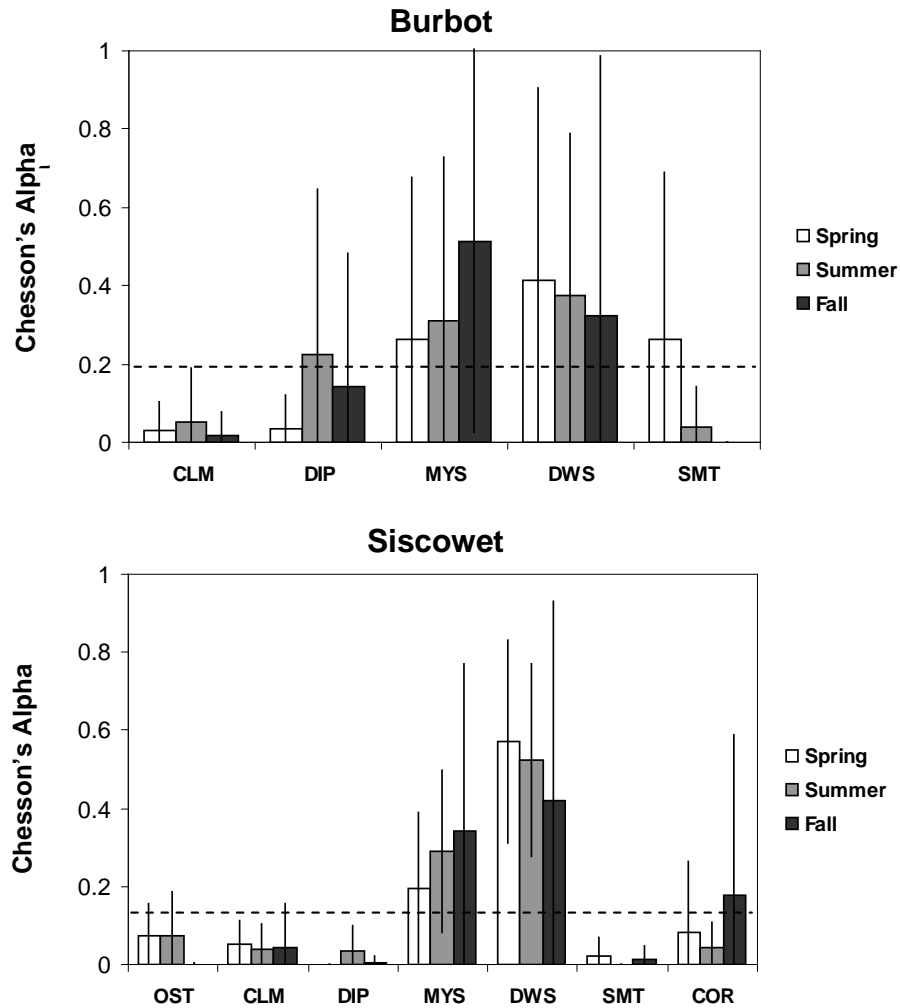 Burbot
1
0.8
0.6
0.4
0.2
0
Chesson's Alpha
CLM DIP MYS DWS SMT
Spring
Summer
Fall
Siscowet
1
0.8
0.6
0.4
0.2
0
Chesson's Alpha
OST CLM DIP MYS DWS SMT COR
Spring
Summer
Fall